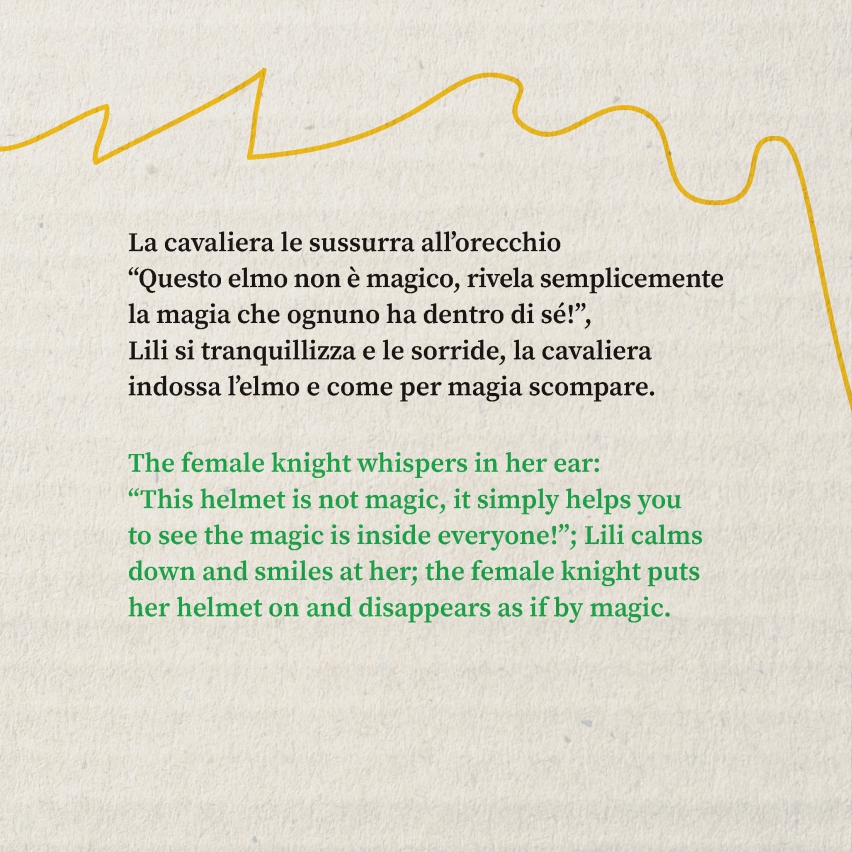 La cavaliera le sussurra all’orecchio
“Questo elmo non è magico, rivela semplicemente
la magia che ognuno ha dentro di sé!”,
Lili si tranquillizza e le sorride, la cavaliera
indossa l’elmo e come per magia scompare.
The female knight whispers in her ear:
“This helmet is not magic, it simply helps you
to see the magic is inside everyone!”; Lili calms
down and smiles at her; the female knight puts
her helmet on and disappears as if by magic.